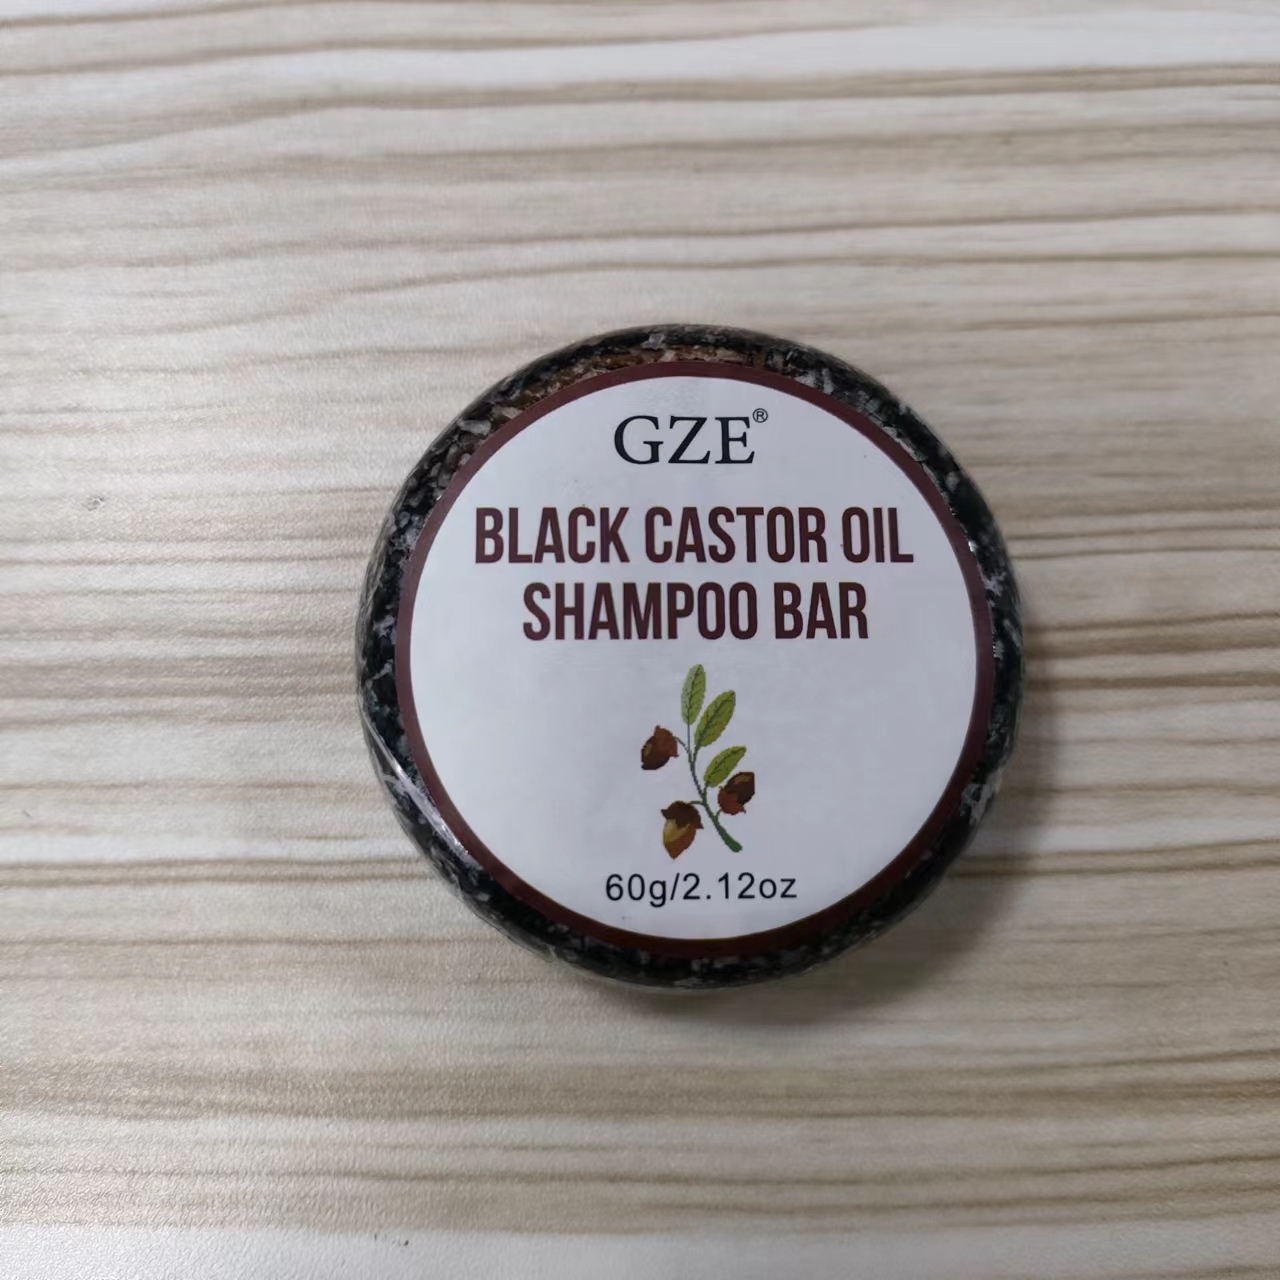 GZE®
BLACK CASTOR OIL
SHAMPOO BAR
60g/2.12oz